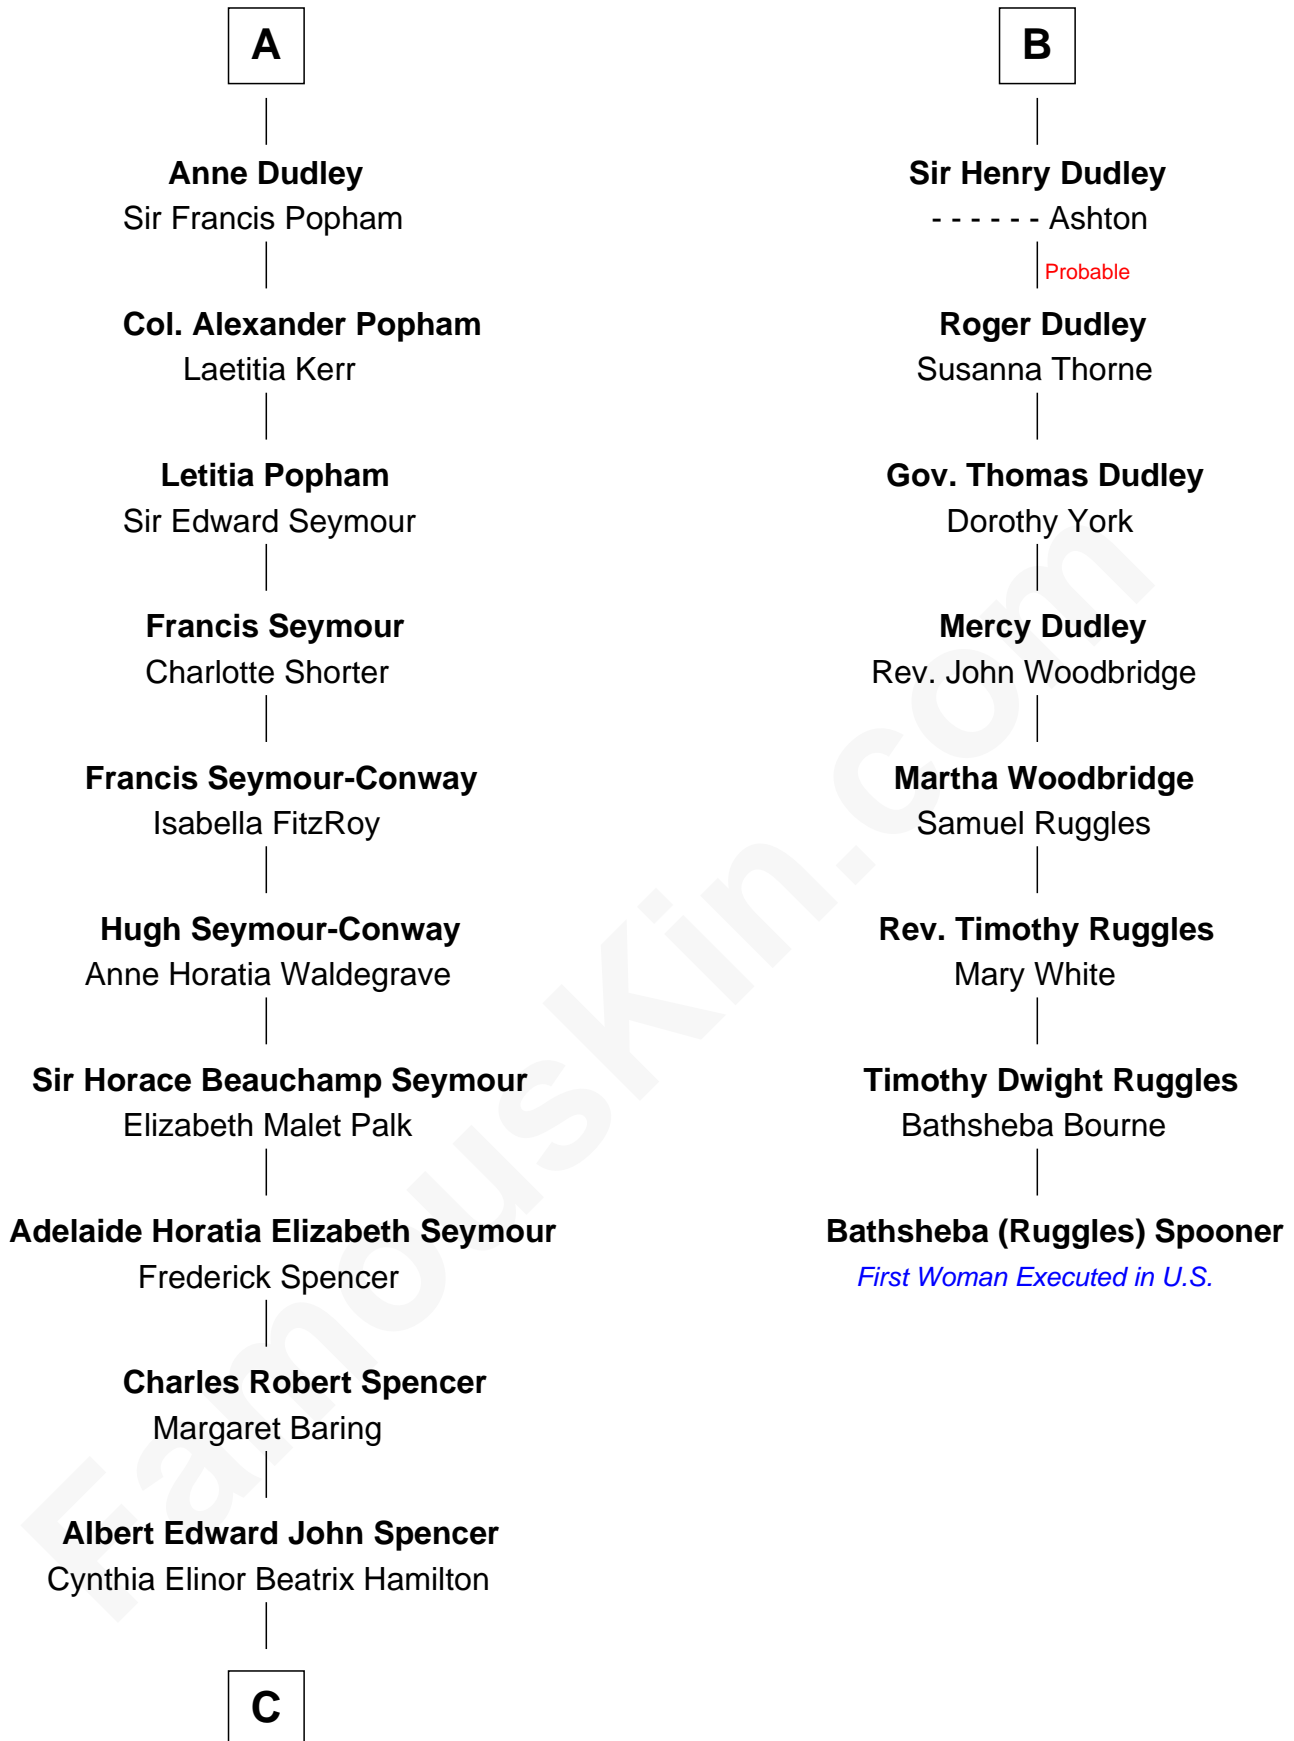 A
Anne Dudley
Sir Francis Popham
Col. Alexander Popham
Laetitia Kerr
Letitia Popham
Sir Edward Seymour
Francis Seymour
Charlotte Shorter
Francis Seymour-Conway
Isabella FitzRoy
Hugh Seymour-Conway
Anne Horatia Waldegrave
Sir Horace Beauchamp Seymour
Elizabeth Malet Palk
Adelaide Horatia Elizabeth Seymour
Frederick Spencer
Charles Robert Spencer
Margaret Baring
Albert Edward John Spencer
Cynthia Elinor Beatrix Hamilton
C
B
Sir Henry Dudley
- - - - - - Ashton
Probable
Roger Dudley
Susanna Thorne
Gov. Thomas Dudley
Dorothy York
Mercy Dudley
Rev. John Woodbridge
Martha Woodbridge
Samuel Ruggles
Rev. Timothy Ruggles
Mary White
Timothy Dwight Ruggles
Bathsheba Bourne
Bathsheba (Ruggles) Spooner
First Woman Executed in U.S.
FamousKin.com